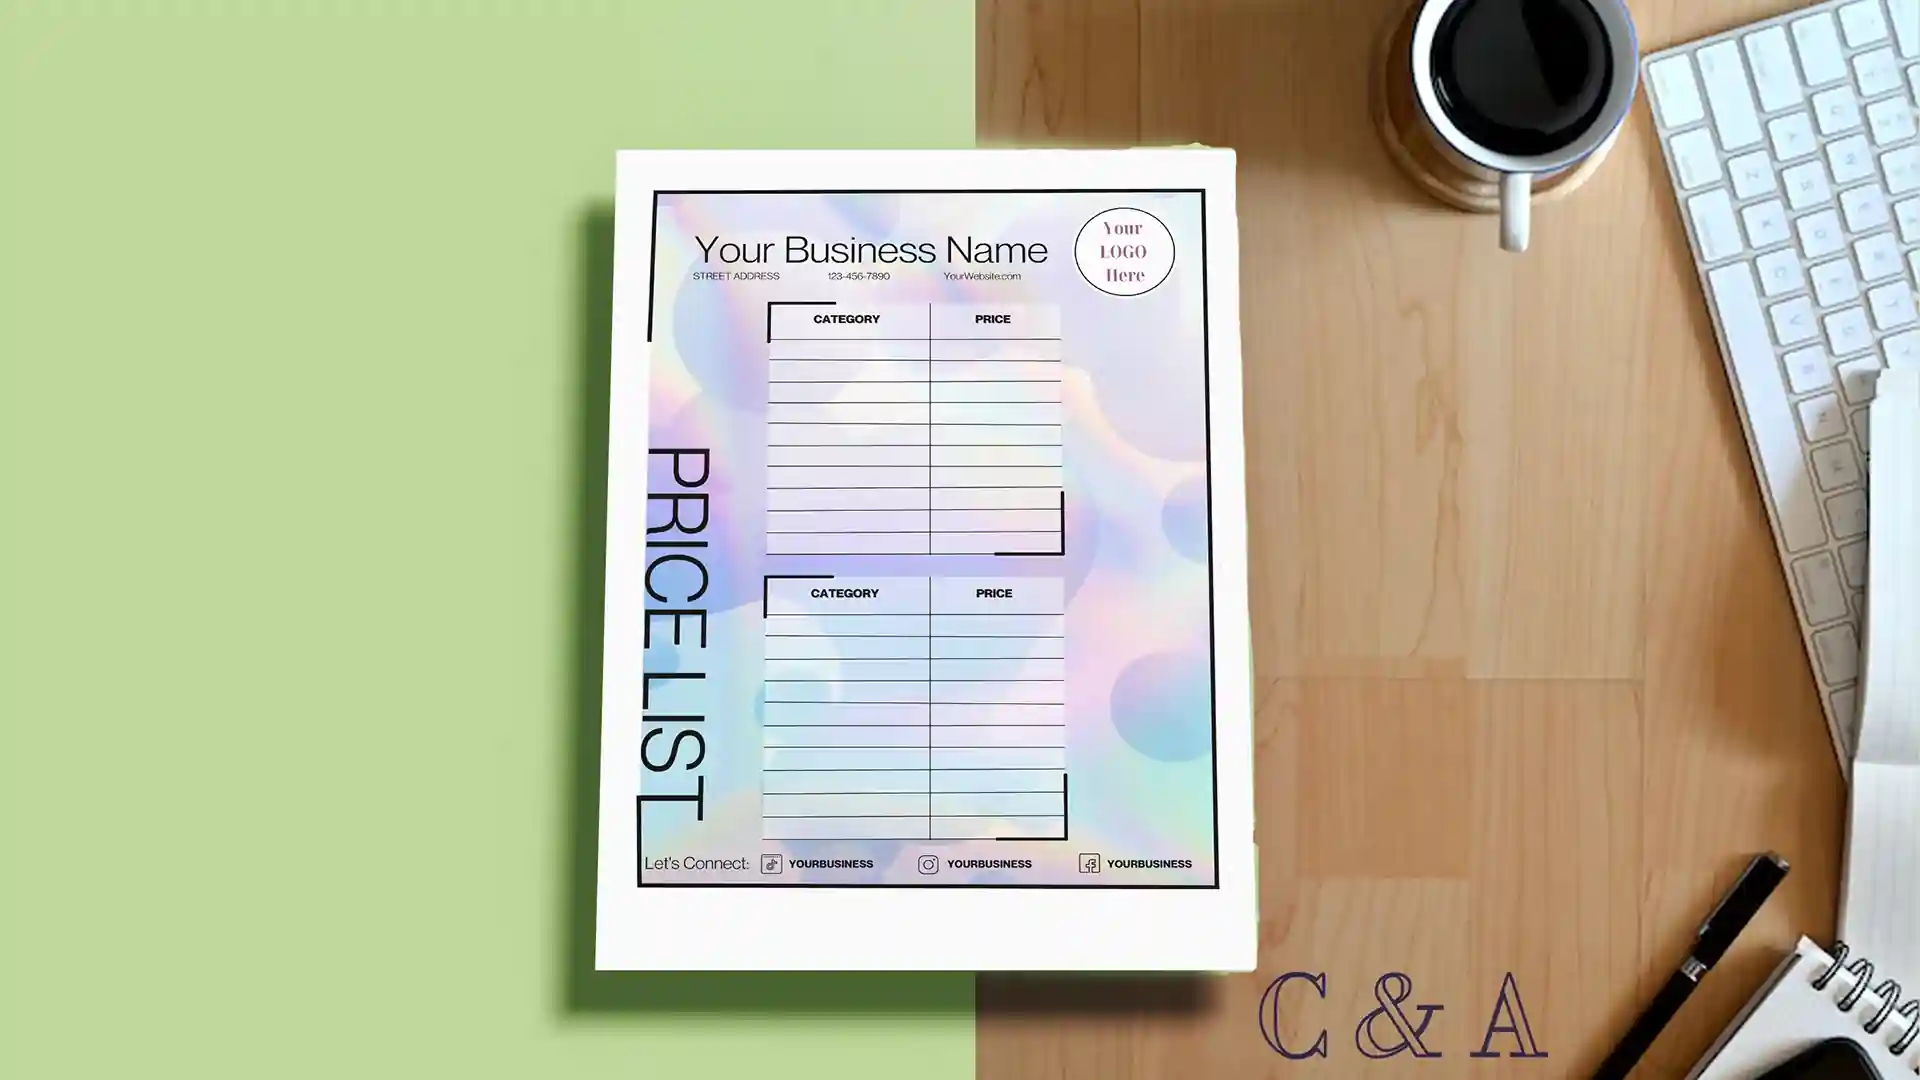 Your Business Name
STREET ADDRESS 123-456-7890 YourWebsite.com
Your
LOGO
Here
CATEGORY PRICE
PRICE LIST
CATEGORY PRICE
Let's Connect: YOURBUSINESS YOURBUSINESS YOURBUSINESS
C & A